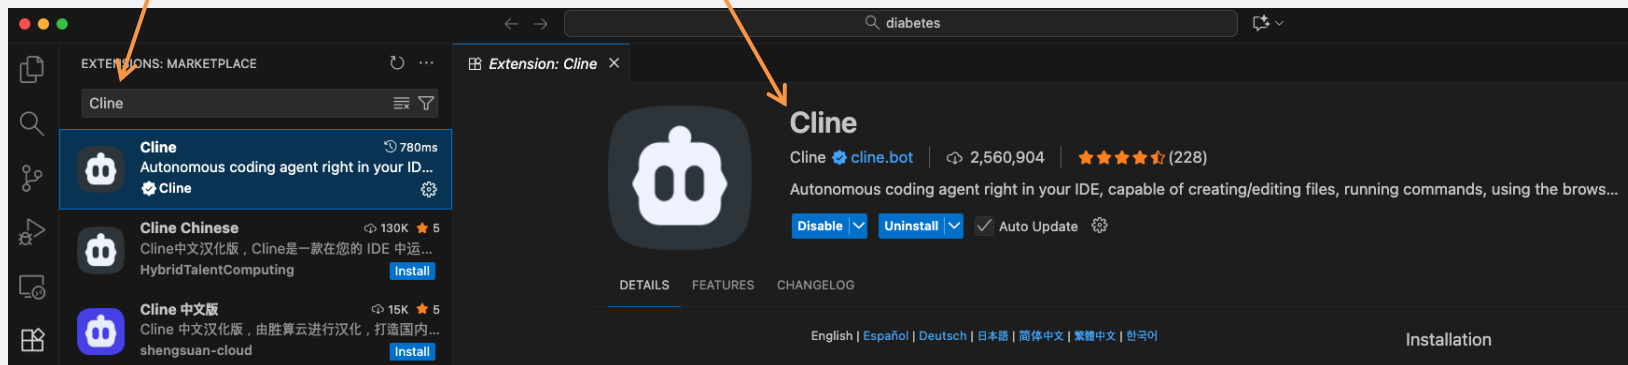 diabetes
EXTENSIONS: MARKETPLACE
Cline
Cline
780ms
Autonomous coding agent right in your ID...
Cline
Cline Chinese
130K
5
Cline中文汉化版，Cline是一款在您的 IDE 中运...
HybridTalentComputing
Install
Cline 中文版
15K
5
Cline 中文汉化版，由胜算云进行汉化，打造国内...
shengsuan-cloud
Install
Extension: Cline
Cline
Cline cline.bot | 2,560,904 | (228)
Autonomous coding agent right in your IDE, capable of creating/editing files, running commands, using the brows...
Disable
Uninstall
Auto Update
DETAILS FEATURES CHANGELOG
English | Español | Deutsch | 日本語 | 简体中文 | 繁體中文 | 한국어
Installation